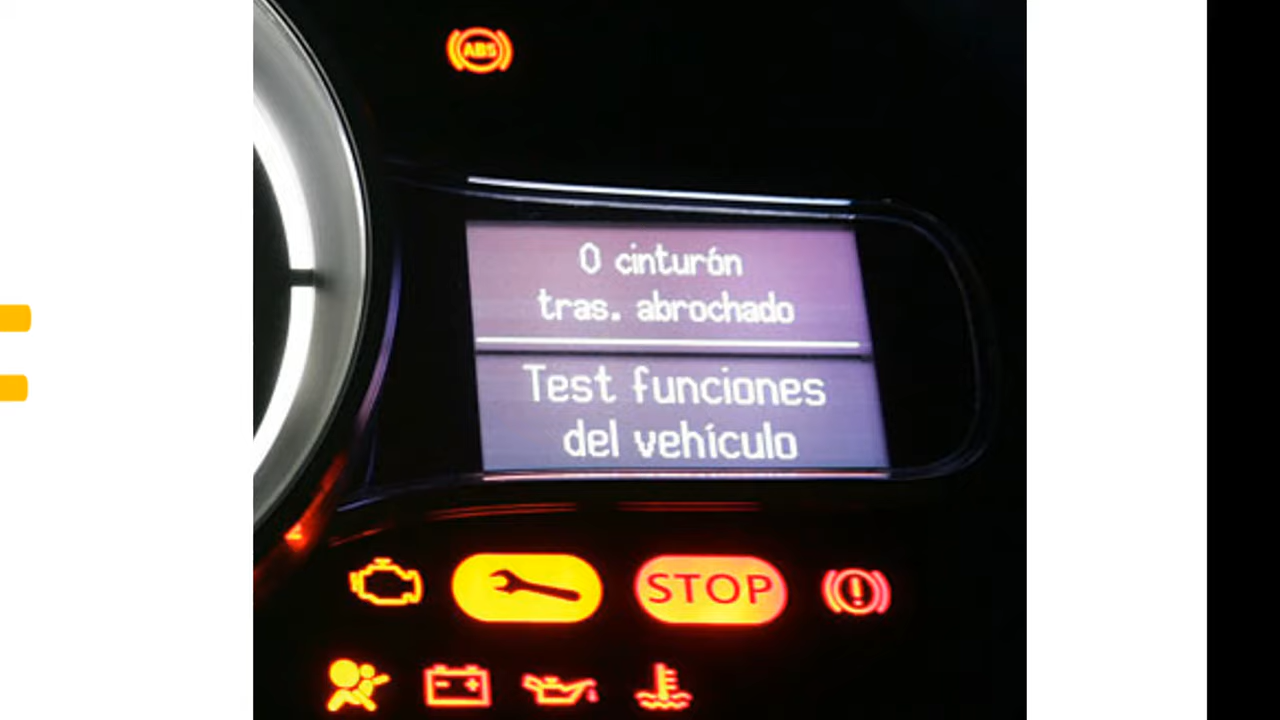 ABS
0 cinturón
tras. abrochado
Test funciones
del vehículo
STOP